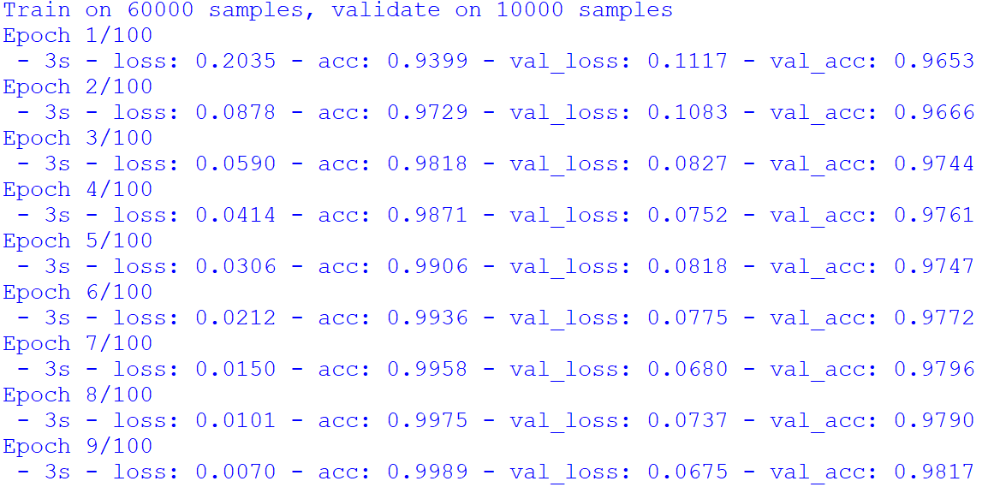 Train on 60000 samples, validate on 10000 samples
Epoch 1/100
 - 3s - loss: 0.2035 - acc: 0.9399 - val_loss: 0.1117 - val_acc: 0.9653
Epoch 2/100
 - 3s - loss: 0.0878 - acc: 0.9729 - val_loss: 0.1083 - val_acc: 0.9666
Epoch 3/100
 - 3s - loss: 0.0590 - acc: 0.9818 - val_loss: 0.0827 - val_acc: 0.9744
Epoch 4/100
 - 3s - loss: 0.0414 - acc: 0.9871 - val_loss: 0.0752 - val_acc: 0.9761
Epoch 5/100
 - 3s - loss: 0.0306 - acc: 0.9906 - val_loss: 0.0818 - val_acc: 0.9747
Epoch 6/100
 - 3s - loss: 0.0212 - acc: 0.9936 - val_loss: 0.0775 - val_acc: 0.9772
Epoch 7/100
 - 3s - loss: 0.0150 - acc: 0.9958 - val_loss: 0.0680 - val_acc: 0.9796
Epoch 8/100
 - 3s - loss: 0.0101 - acc: 0.9975 - val_loss: 0.0737 - val_acc: 0.9790
Epoch 9/100
 - 3s - loss: 0.0070 - acc: 0.9989 - val_loss: 0.0675 - val_acc: 0.9817